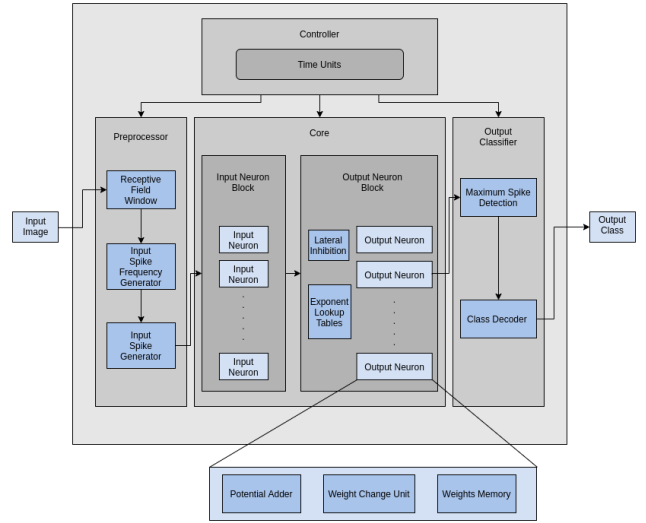 Controller
Time Units
Preprocessor
Core
Output
Classifier
Receptive
Field
Window
Input
Spike
Frequency
Generator
Input
Spike
Generator
Input
Image
Input Neuron
Block
Input
Neuron
Input
Neuron
Input
Neuron
Output Neuron
Block
Lateral
Inhibition
Exponent
Lookup
Tables
Output Neuron
Output Neuron
Output Neuron
Maximum Spike
Detection
Class Decoder
Output
Class
Potential Adder
Weight Change Unit
Weights Memory